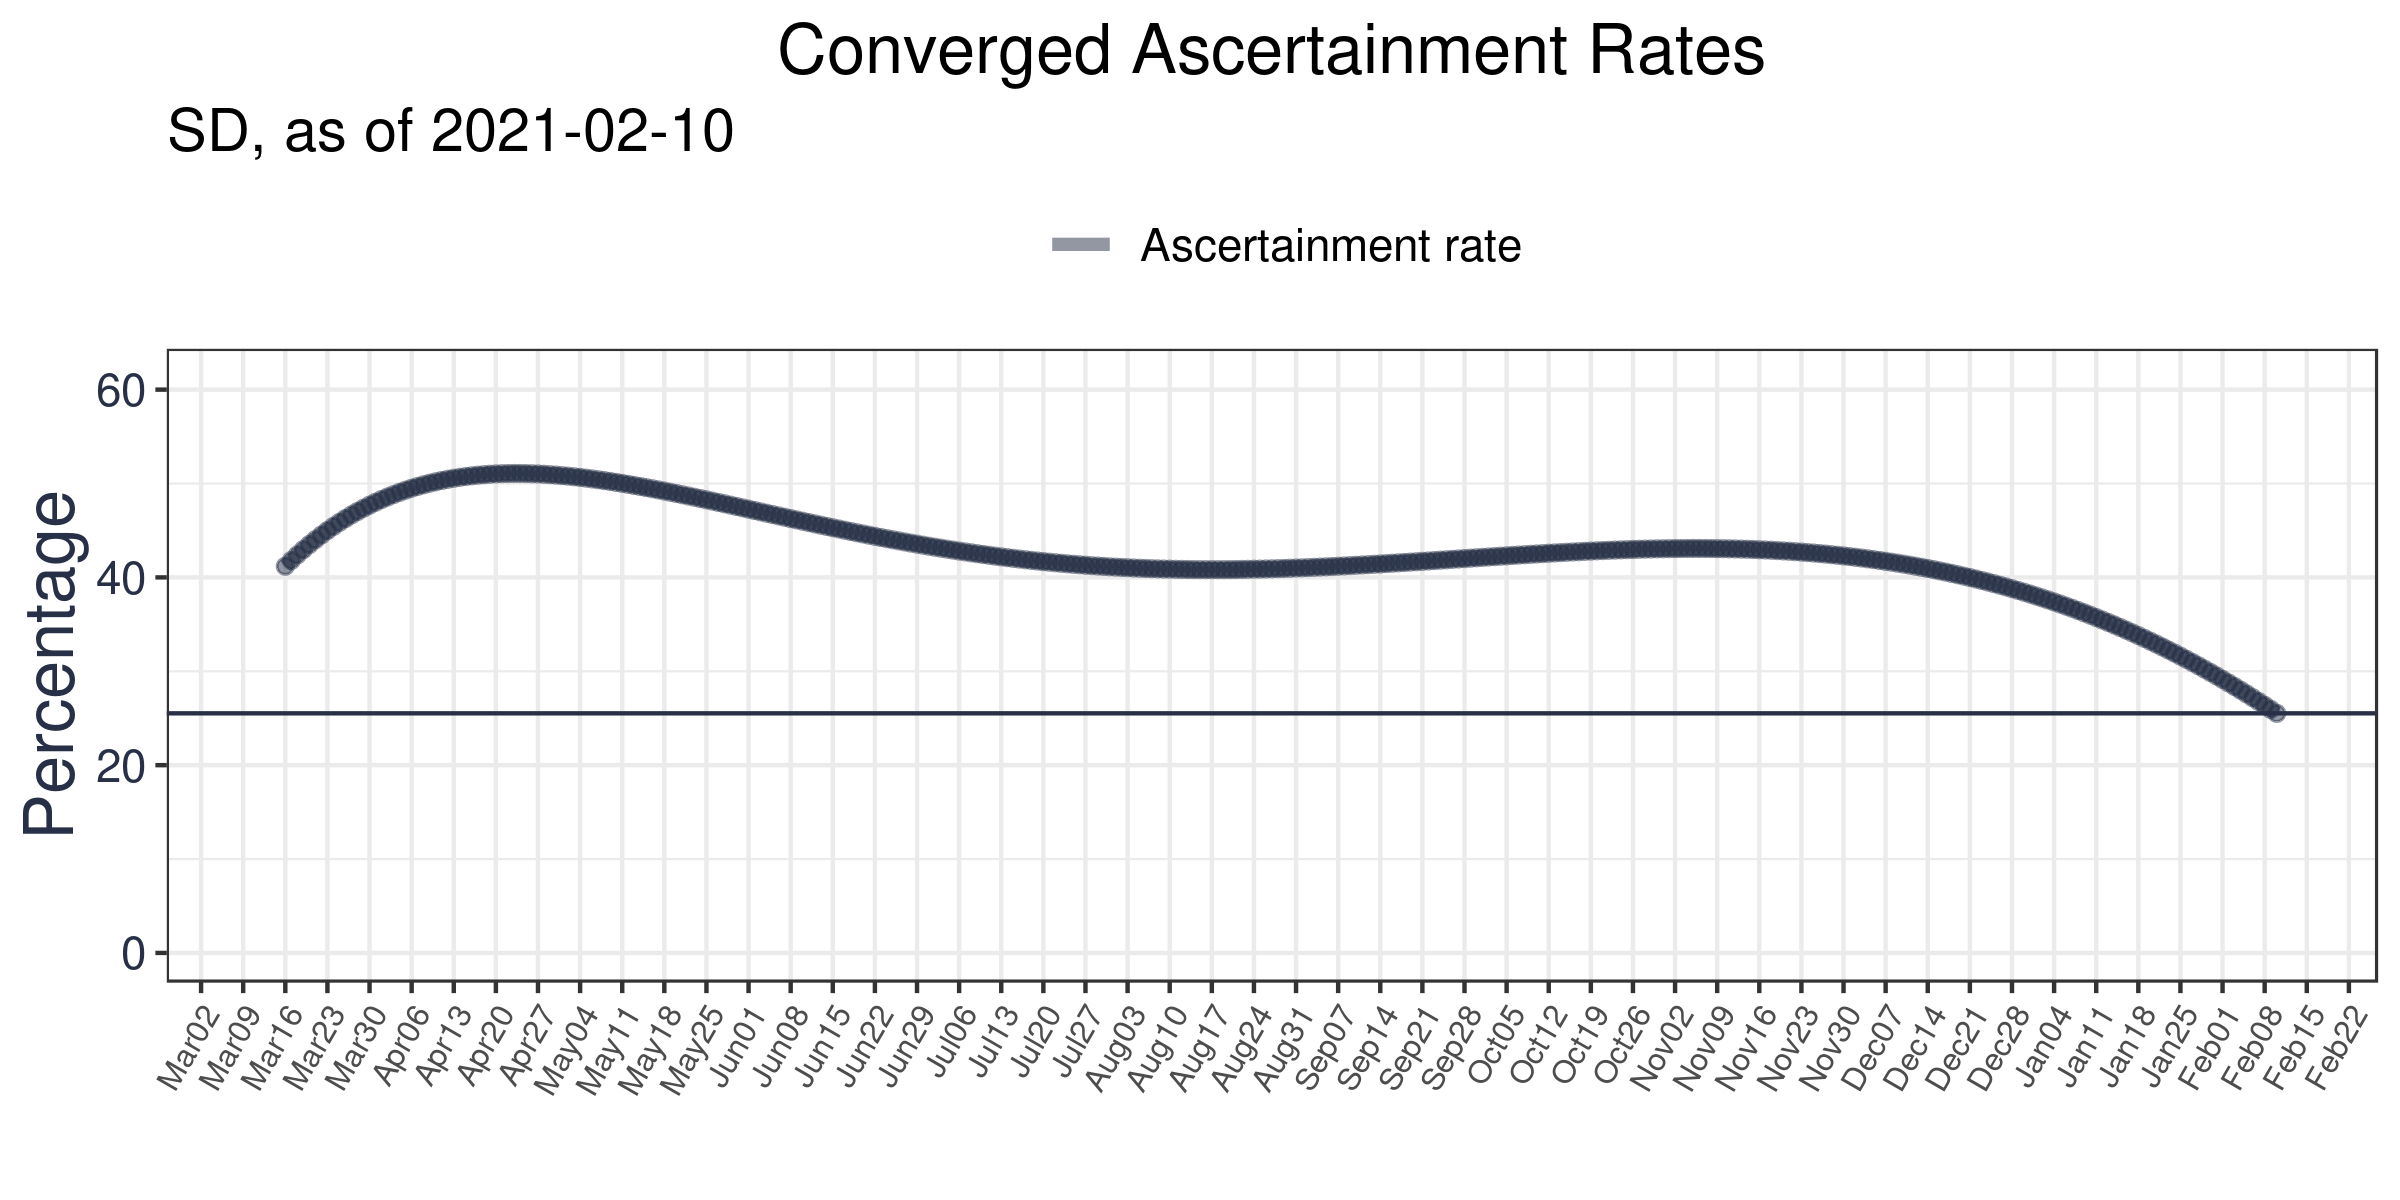 Converged Ascertainment Rates
SD, as of 2021-02-10
Ascertainment rate
Percentage
60
40
20
0
Mar02 Mar09 Mar16 Mar23 Mar30 Apr06 Apr13 Apr20 Apr27 May04 May11 May18 May25 Jun01 Jun08 Jun15 Jun22 Jun29 Jul06 Jul13 Jul20 Jul27 Aug03 Aug10 Aug17 Aug24 Aug31 Sep07 Sep14 Sep21 Sep28 Oct05 Oct12 Oct19 Oct26 Nov02 Nov09 Nov16 Nov23 Nov30 Dec07 Dec14 Dec21 Dec28 Jan04 Jan11 Jan18 Jan25 Feb01 Feb08 Feb15 Feb22